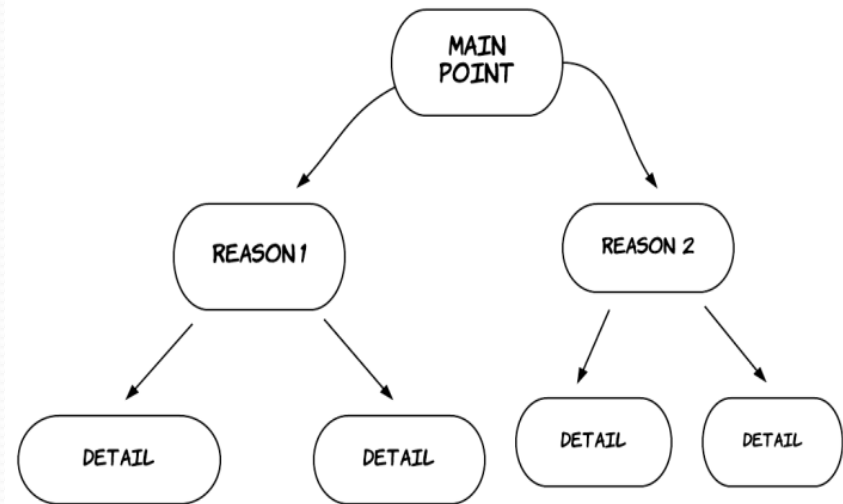 MAIN
POINT
REASON 1
REASON 2
DETAIL
DETAIL
DETAIL
DETAIL